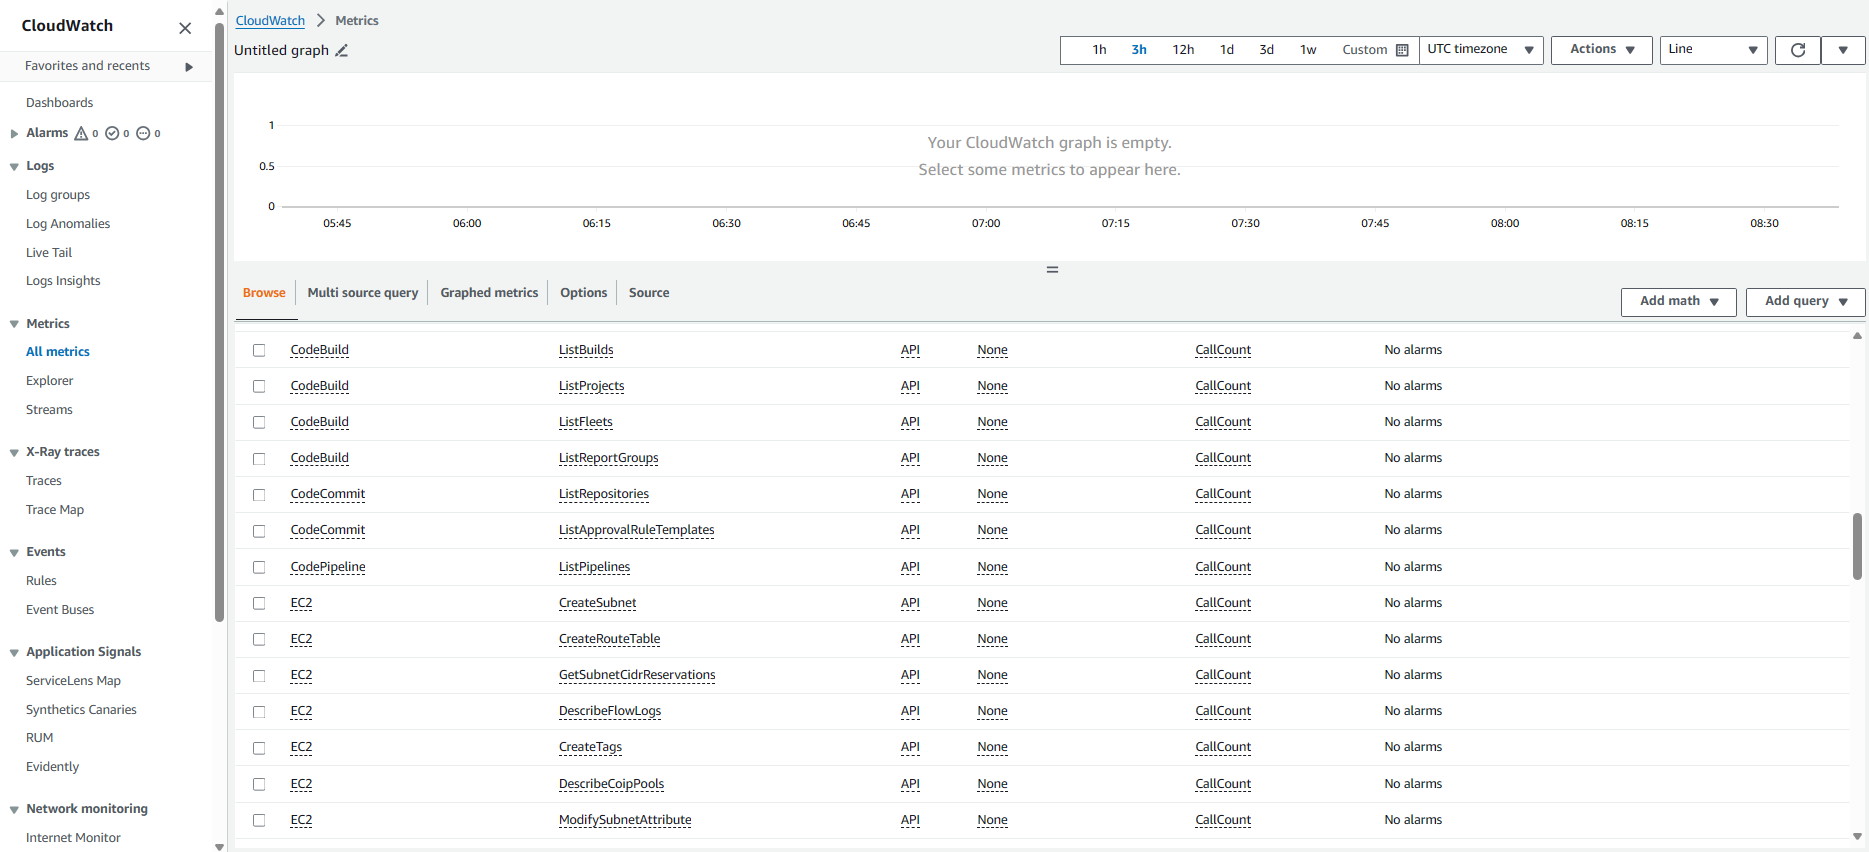 CloudWatch
Favorites and recents
Dashboards
Alarms 0 0 0
Logs
Log groups
Log Anomalies
Live Tail
Logs Insights
Metrics
All metrics
Explorer
Streams
X-Ray traces
Traces
Trace Map
Events
Rules
Event Buses
Application Signals
ServiceLens Map
Synthetics Canaries
RUM
Evidently
Network monitoring
Internet Monitor
CloudWatch Metrics
Untitled graph
1h 3h 12h 1d 3d 1w Custom UTC timezone Actions Line
1
0.5
0
Your CloudWatch graph is empty.
Select some metrics to appear here.
05:45 06:00 06:15 06:30 06:45 07:00 07:15 07:30 07:45 08:00 08:15 08:30
Browse Multi source query Graphed metrics Options Source
Add math Add query
CodeBuild ListBuilds API None CallCount No alarms
CodeBuild ListProjects API None CallCount No alarms
CodeBuild ListFleets API None CallCount No alarms
CodeBuild ListReportGroups API None CallCount No alarms
CodeCommit ListRepositories API None CallCount No alarms
CodeCommit ListApprovalRuleTemplates API None CallCount No alarms
CodePipeline ListPipelines API None CallCount No alarms
EC2 CreateSubnet API None CallCount No alarms
EC2 CreateRouteTable API None CallCount No alarms
EC2 GetSubnetCidrReservations API None CallCount No alarms
EC2 DescribeFlowLogs API None CallCount No alarms
EC2 CreateTags API None CallCount No alarms
EC2 DescribeCoipPools API None CallCount No alarms
EC2 ModifySubnetAttribute API None CallCount No alarms